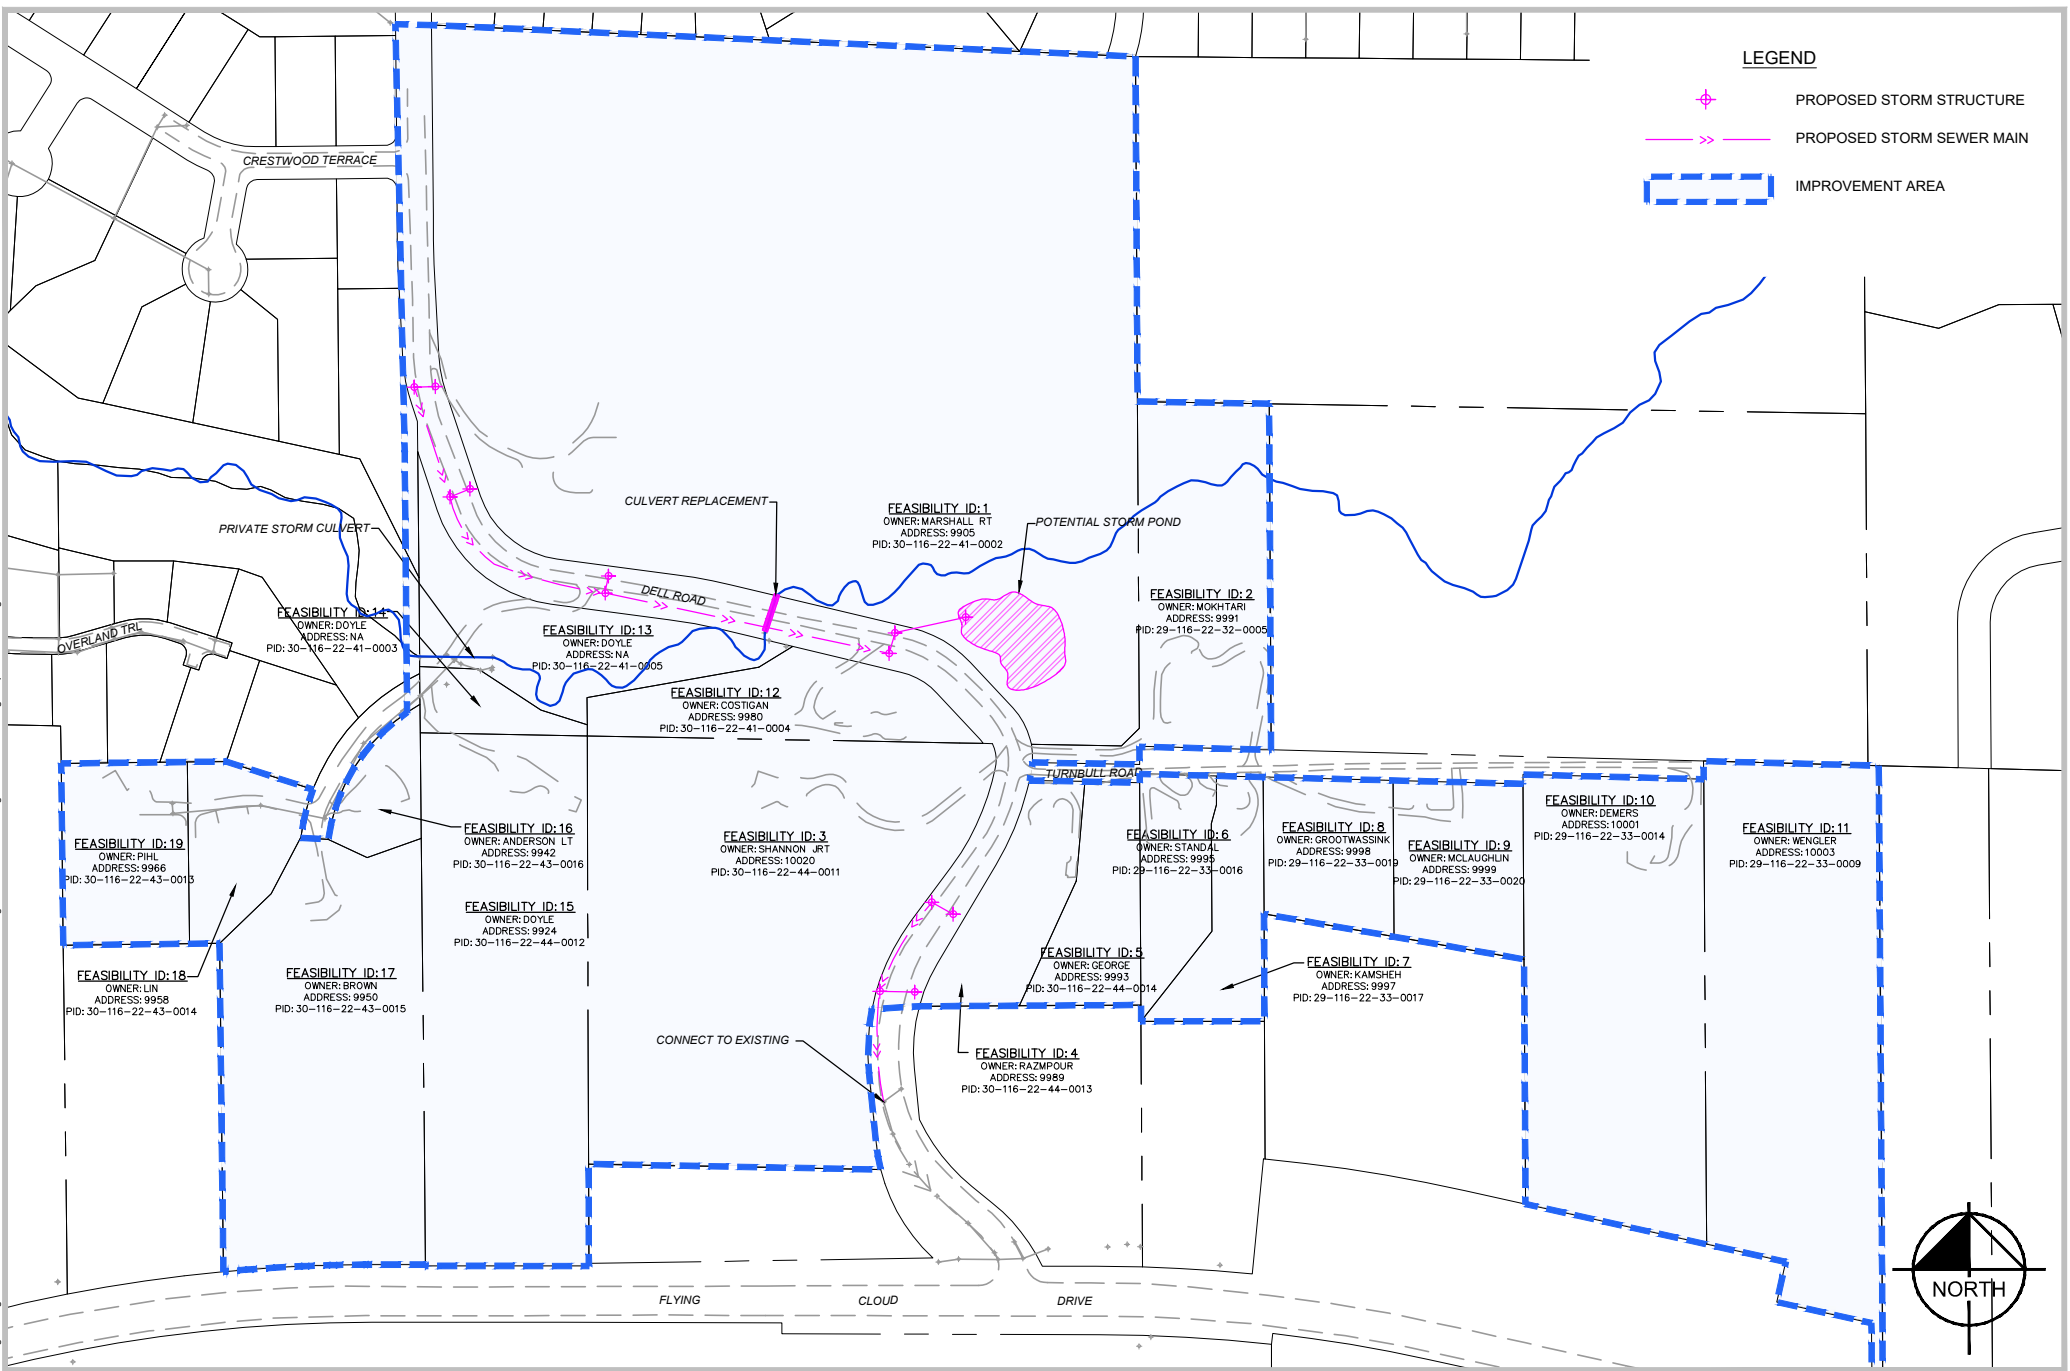 LEGEND
PROPOSED STORM STRUCTURE
PROPOSED STORM SEWER MAIN
IMPROVEMENT AREA
CRESTWOOD TERRACE
CULVERT REPLACEMENT
PRIVATE STORM CULVERT
FEASIBILITY ID: 1
OWNER: MARSHALL RT
ADDRESS: 9905
PID: 30-116-22-41-0002
POTENTIAL STORM POND
DELL ROAD
FEASIBILITY ID: 2
OWNER: MOKHTARI
ADDRESS: 9991
PID: 29-116-22-32-0005
FEASIBILITY ID: 14
OWNER: DOYLE
ADDRESS: NA
PID: 30-116-22-41-0003
OVERLAND TRL
FEASIBILITY ID: 13
OWNER: DOYLE
ADDRESS: NA
PID: 30-116-22-41-0005
FEASIBILITY ID: 12
OWNER: COSTIGAN
ADDRESS: 9980
PID: 30-116-22-41-0004
TURNBULL ROAD
FEASIBILITY ID: 19
OWNER: PIHL
ADDRESS: 9966
PID: 30-116-22-43-0013
FEASIBILITY ID: 16
OWNER: ANDERSON LT
ADDRESS: 9942
PID: 30-116-22-43-0016
FEASIBILITY ID: 3
OWNER: SHANNON JRT
ADDRESS: 10020
PID: 30-116-22-44-0011
FEASIBILITY ID: 6
OWNER: STANDAL
ADDRESS: 9995
PID: 29-116-22-33-0016
FEASIBILITY ID: 8
OWNER: GROOTWASSINK
ADDRESS: 9998
PID: 29-116-22-33-0019
FEASIBILITY ID: 9
OWNER: MCLAUGHLIN
ADDRESS: 9999
PID: 29-116-22-33-0020
FEASIBILITY ID: 10
OWNER: DEMERS
ADDRESS: 10001
PID: 29-116-22-33-0014
FEASIBILITY ID: 11
OWNER: WENGLER
ADDRESS: 10003
PID: 29-116-22-33-0009
FEASIBILITY ID: 15
OWNER: DOYLE
ADDRESS: 9924
PID: 30-116-22-44-0012
FEASIBILITY ID: 18
OWNER: LIN
ADDRESS: 9958
PID: 30-116-22-43-0014
FEASIBILITY ID: 17
OWNER: BROWN
ADDRESS: 9950
PID: 30-116-22-43-0015
FEASIBILITY ID: 5
OWNER: GEORGE
ADDRESS: 9993
PID: 30-116-22-44-0014
FEASIBILITY ID: 7
OWNER: KAMSHEH
ADDRESS: 9997
PID: 29-116-22-33-0017
CONNECT TO EXISTING
FEASIBILITY ID: 4
OWNER: RAZMPOUR
ADDRESS: 9989
PID: 30-116-22-44-0013
NORTH
FLYING CLOUD DRIVE